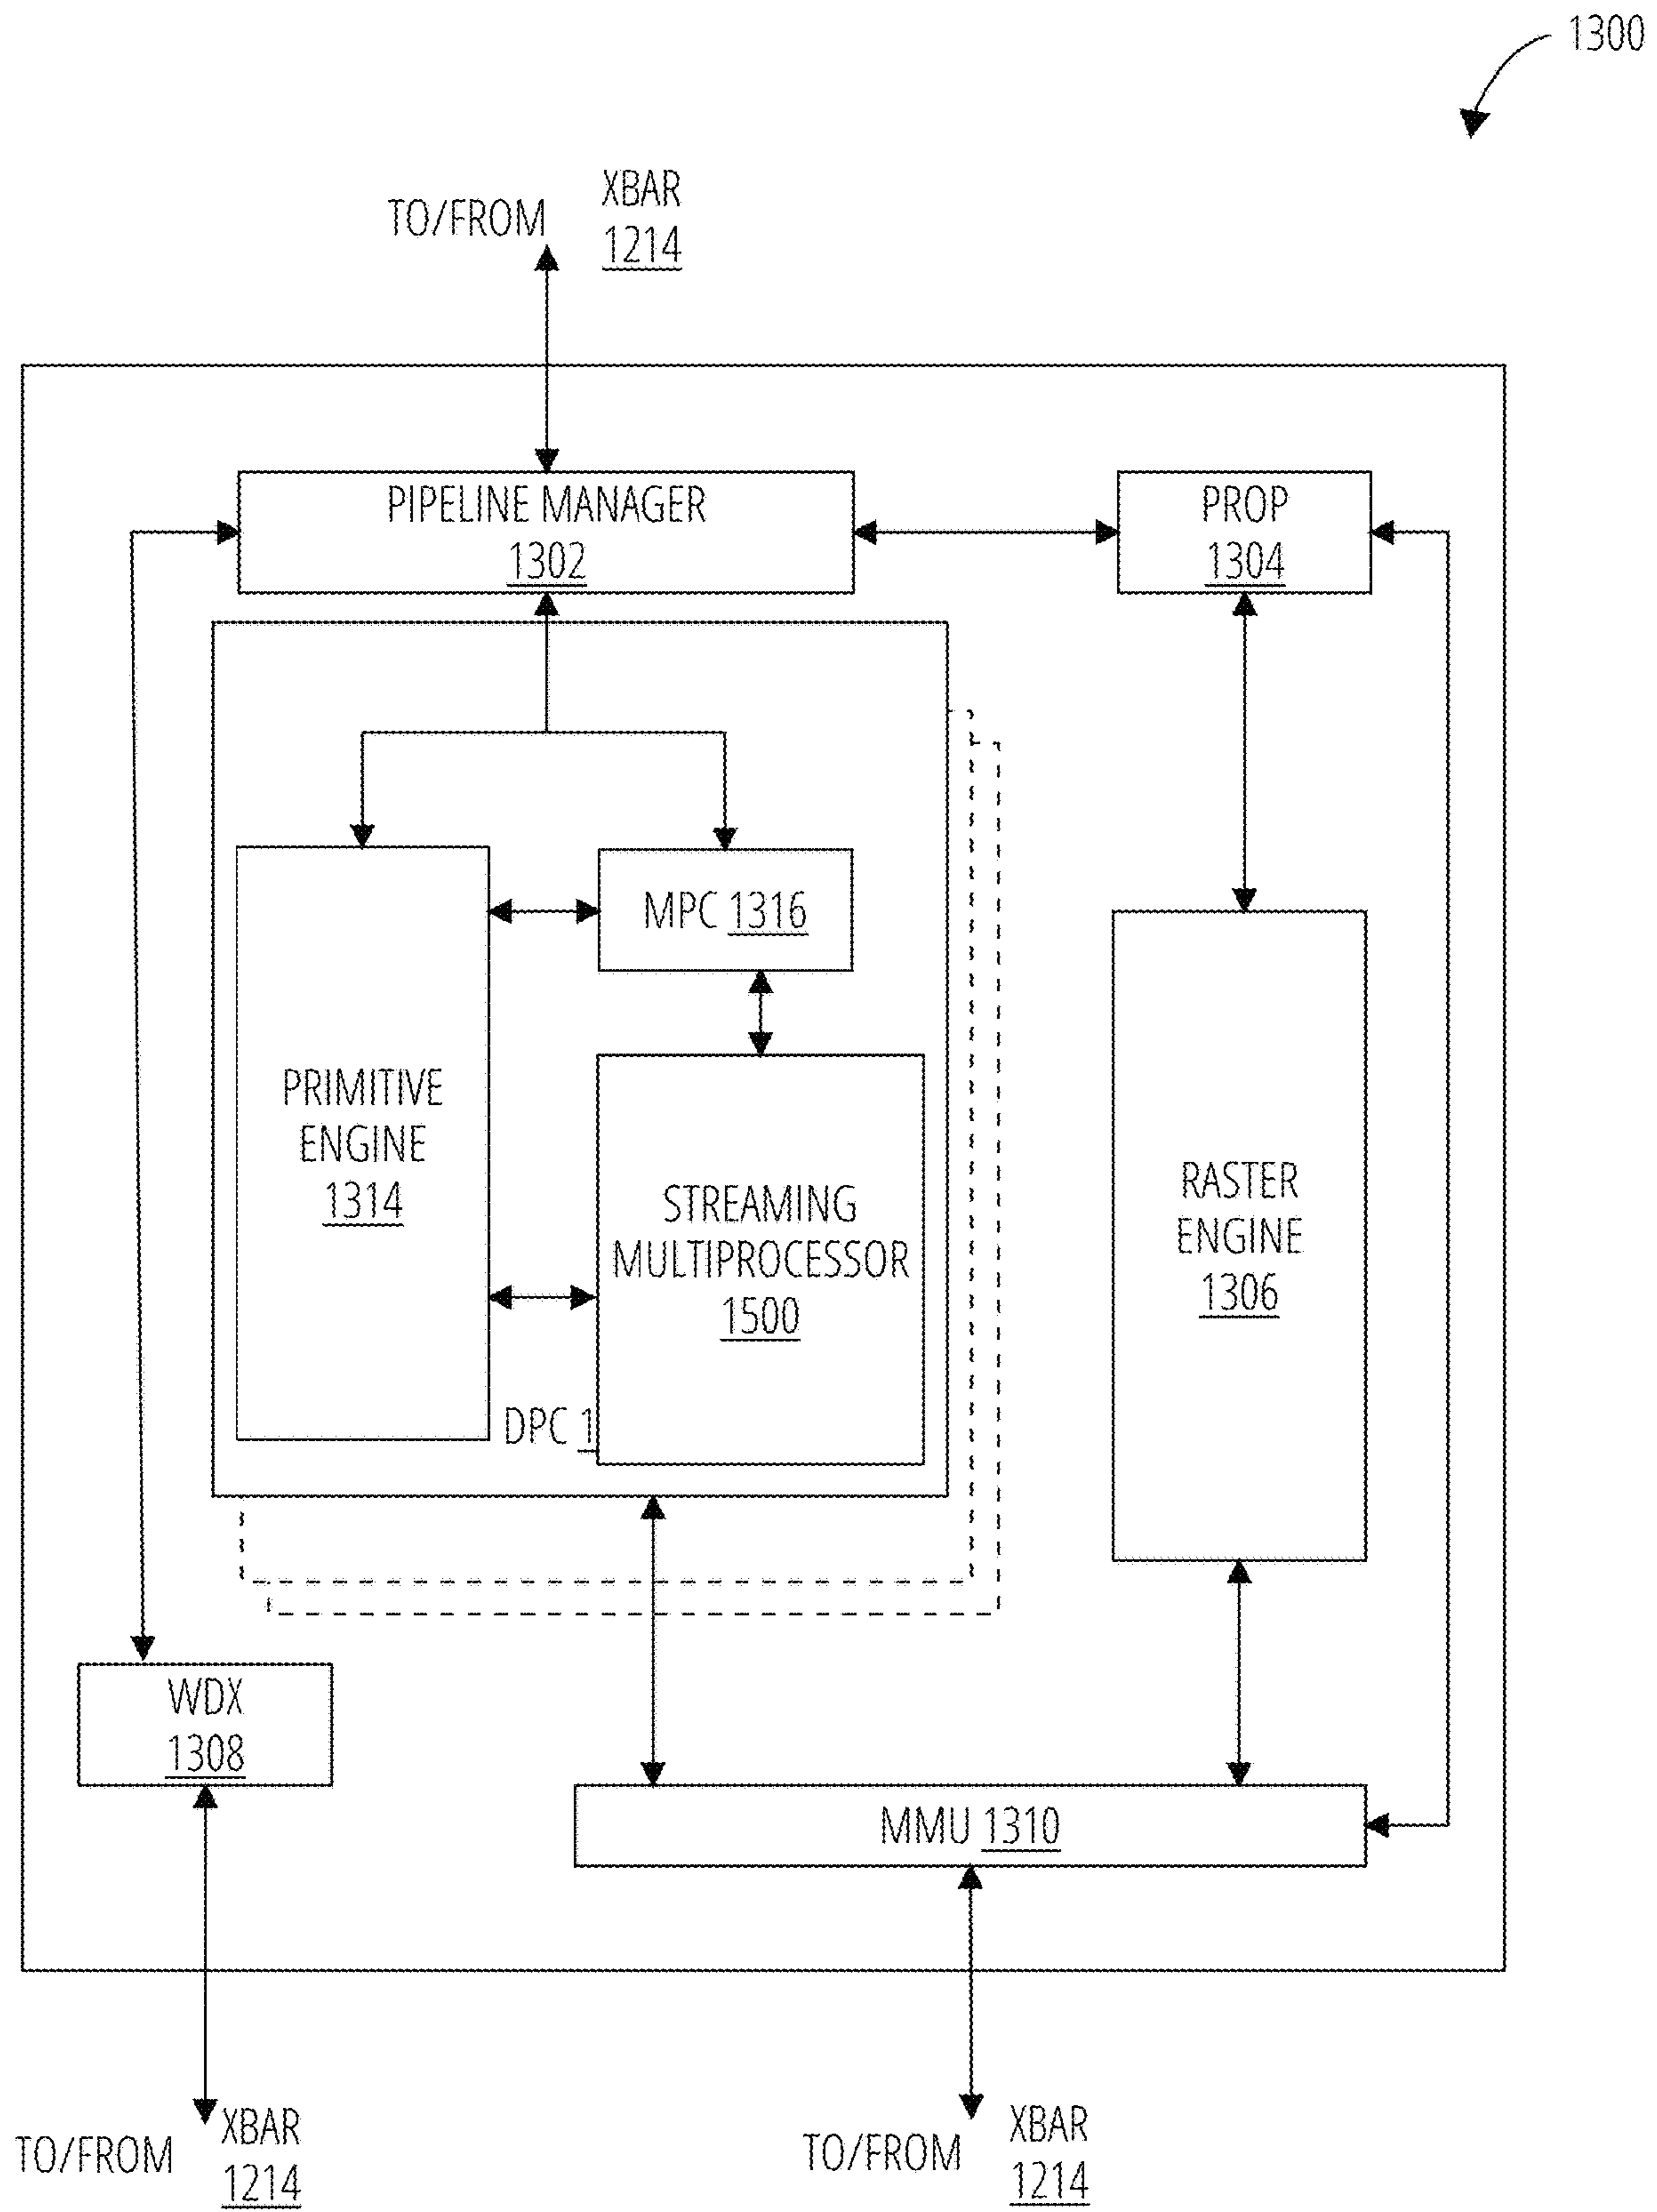 1300
TO/FROM
XBAR
1214
PIPELINE MANAGER
1302
PROP
1304
MPC 1316
PRIMITIVE
ENGINE
1314
STREAMING
MULTIPROCESSOR
1500
RASTER
ENGINE
1306
DPC 1
WDX
1308
MMU 1310
TO/FROM
XBAR
1214
TO/FROM
XBAR
1214